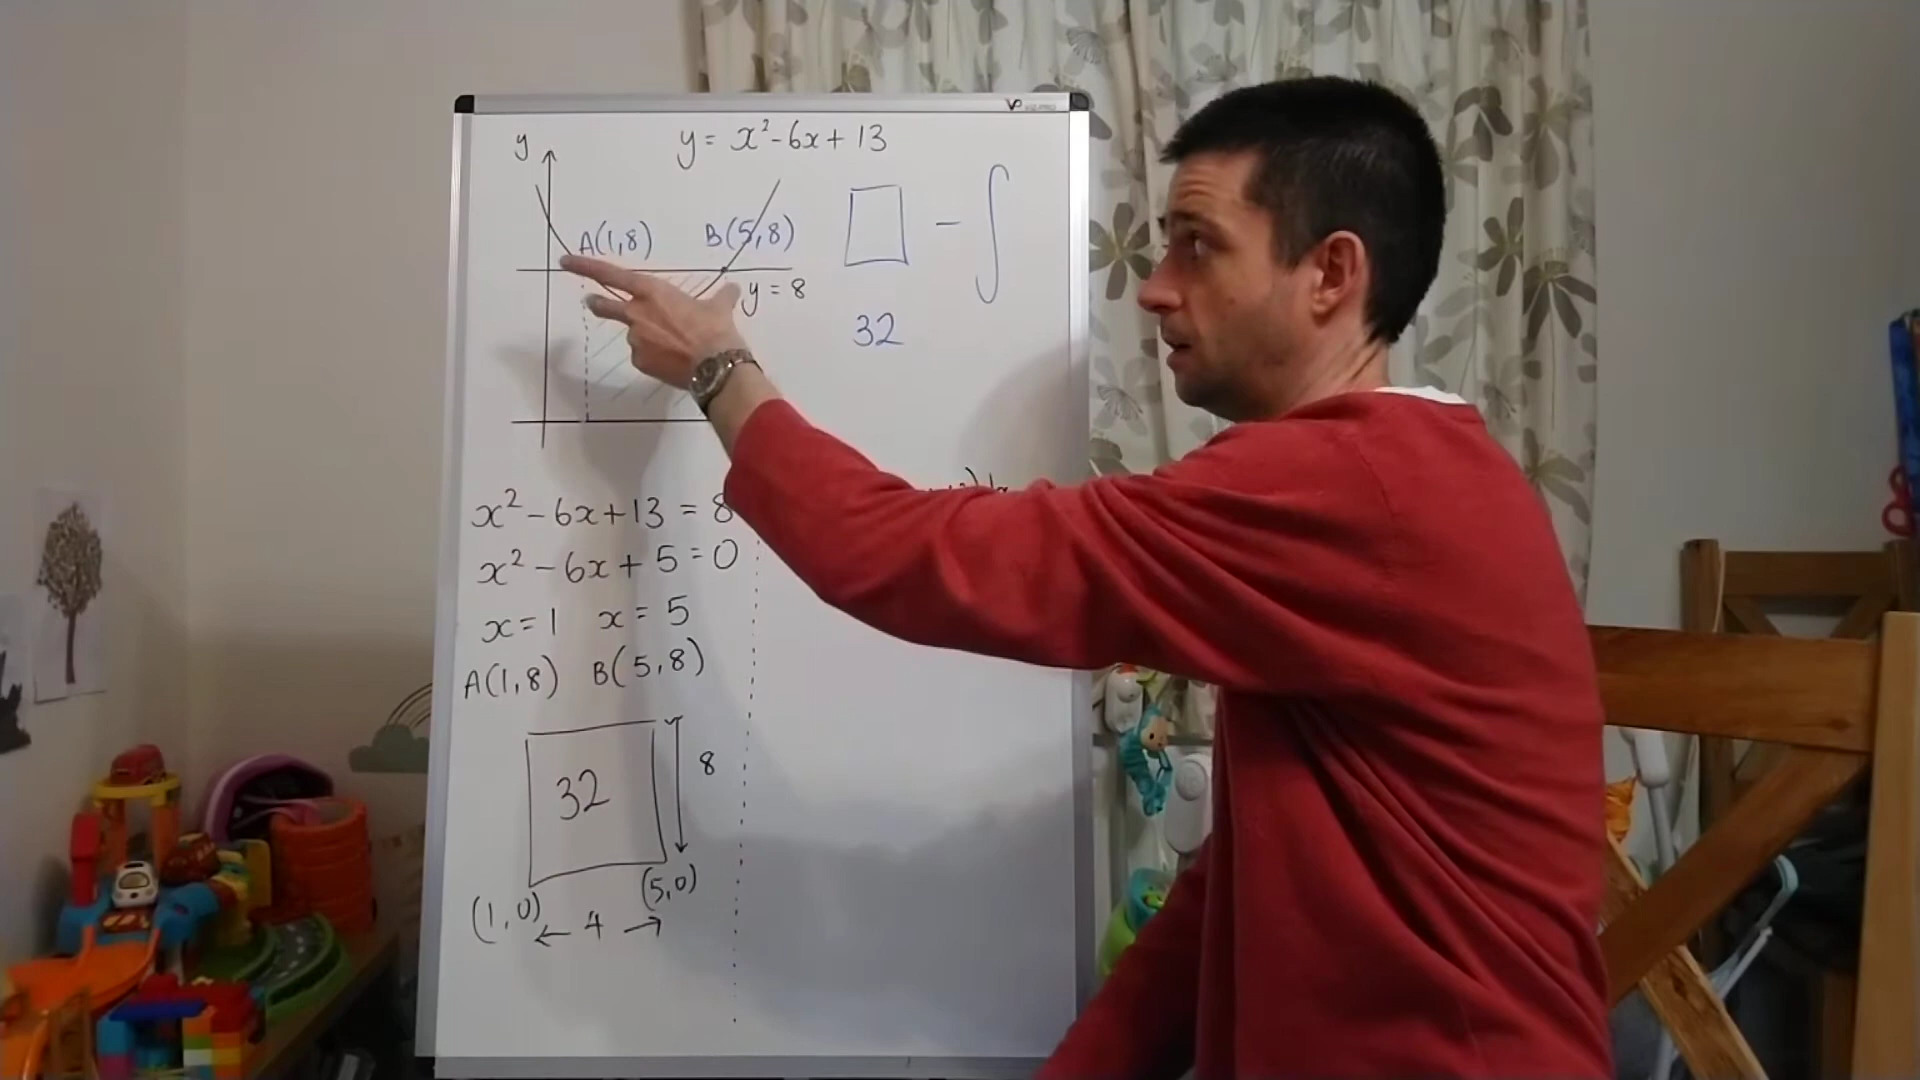 y = x² - 6x + 13
y
A(1,8)
B(5,8)
y = 8
−∫
32
x² - 6x + 13 = 8
x² - 6x + 5 = 0
x = 1 x = 5
A(1,8) B(5,8)
32
8
(1,0)
(5,0)
← 4 →